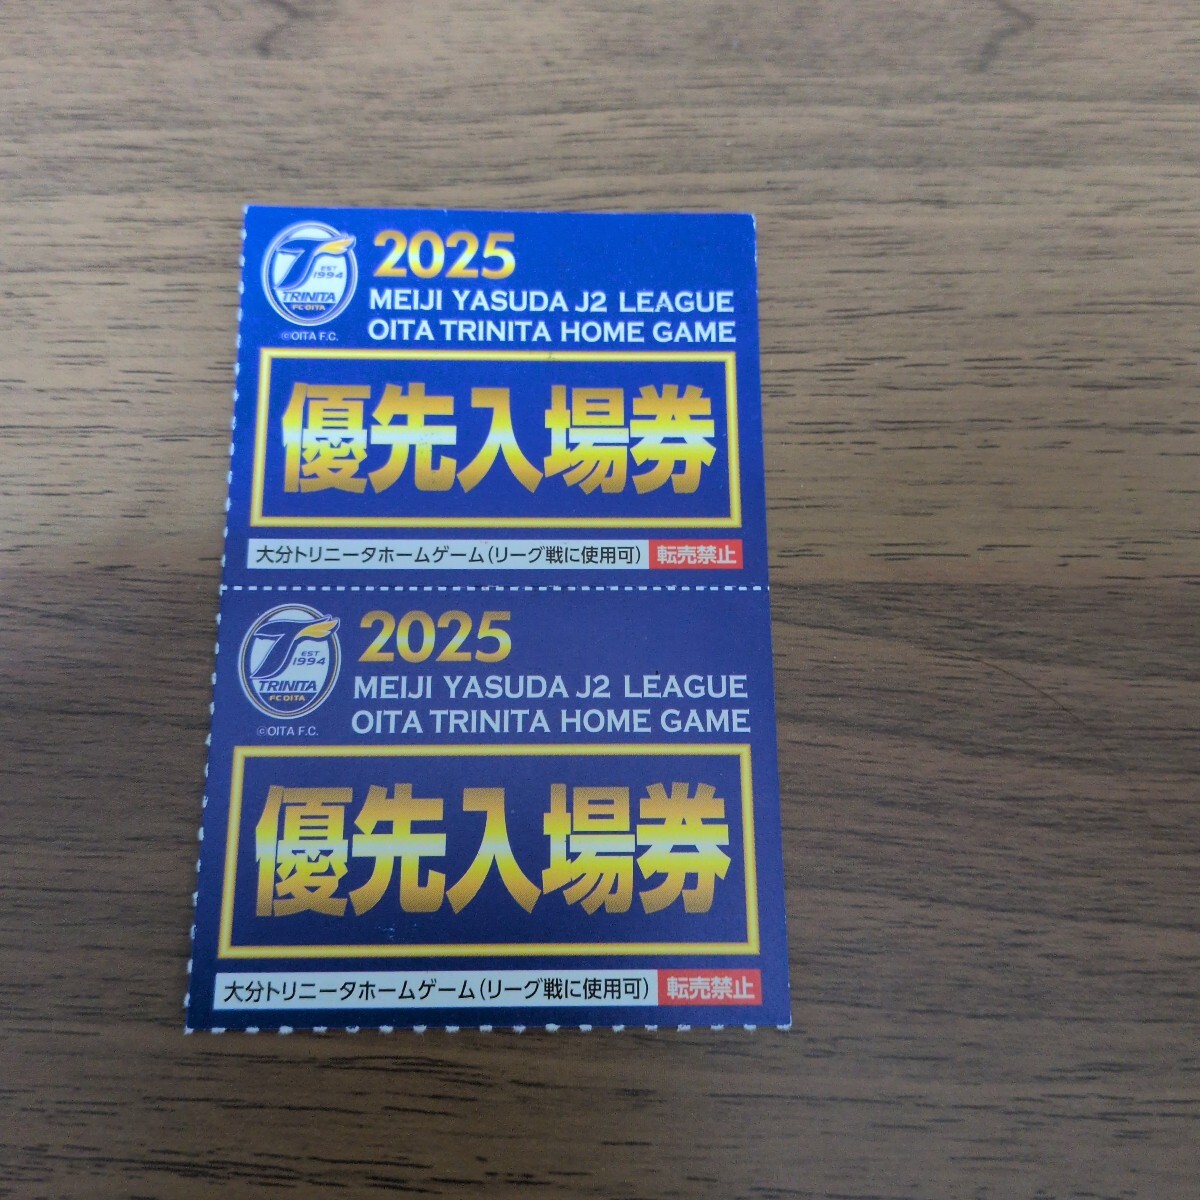 2025
MEIJI YASUDA J2 LEAGUE
OITA TRINITA HOME GAME
EST
1994
TRINITA
FC OITA
©OITA F.C.
優先入場券
大分トリニータホームゲーム(リーグ戦に使用可) 転売禁止
2025
MEIJI YASUDA J2 LEAGUE
OITA TRINITA HOME GAME
EST
1994
TRINITA
FC OITA
©OITA F.C.
優先入場券
大分トリニータホームゲーム(リーグ戦に使用可) 転売禁止